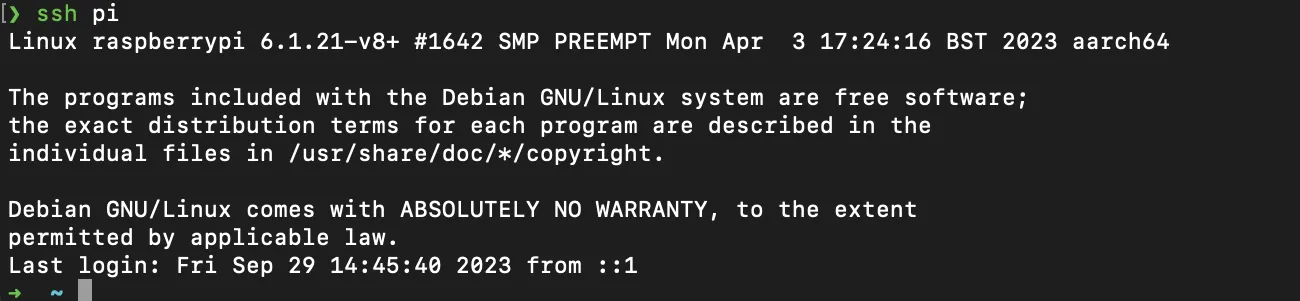 [❯ ssh pi
Linux raspberrypi 6.1.21-v8+ #1642 SMP PREEMPT Mon Apr  3 17:24:16 BST 2023 aarch64

The programs included with the Debian GNU/Linux system are free software;
the exact distribution terms for each program are described in the
individual files in /usr/share/doc/*/copyright.

Debian GNU/Linux comes with ABSOLUTELY NO WARRANTY, to the extent
permitted by applicable law.
Last login: Fri Sep 29 14:45:40 2023 from ::1
➜  ~